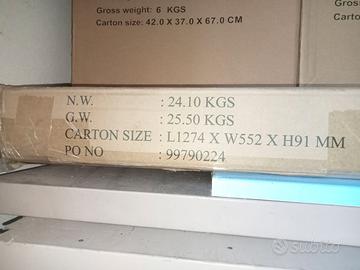 Gross weight: 6 KGS
Carton size: 42.0 X 37.0 X 67.0 CM
N.W. : 24.10 KGS
G.W. : 25.50 KGS
CARTON SIZE : L1274 X W552 X H91 MM
PO NO : 99790224
subito